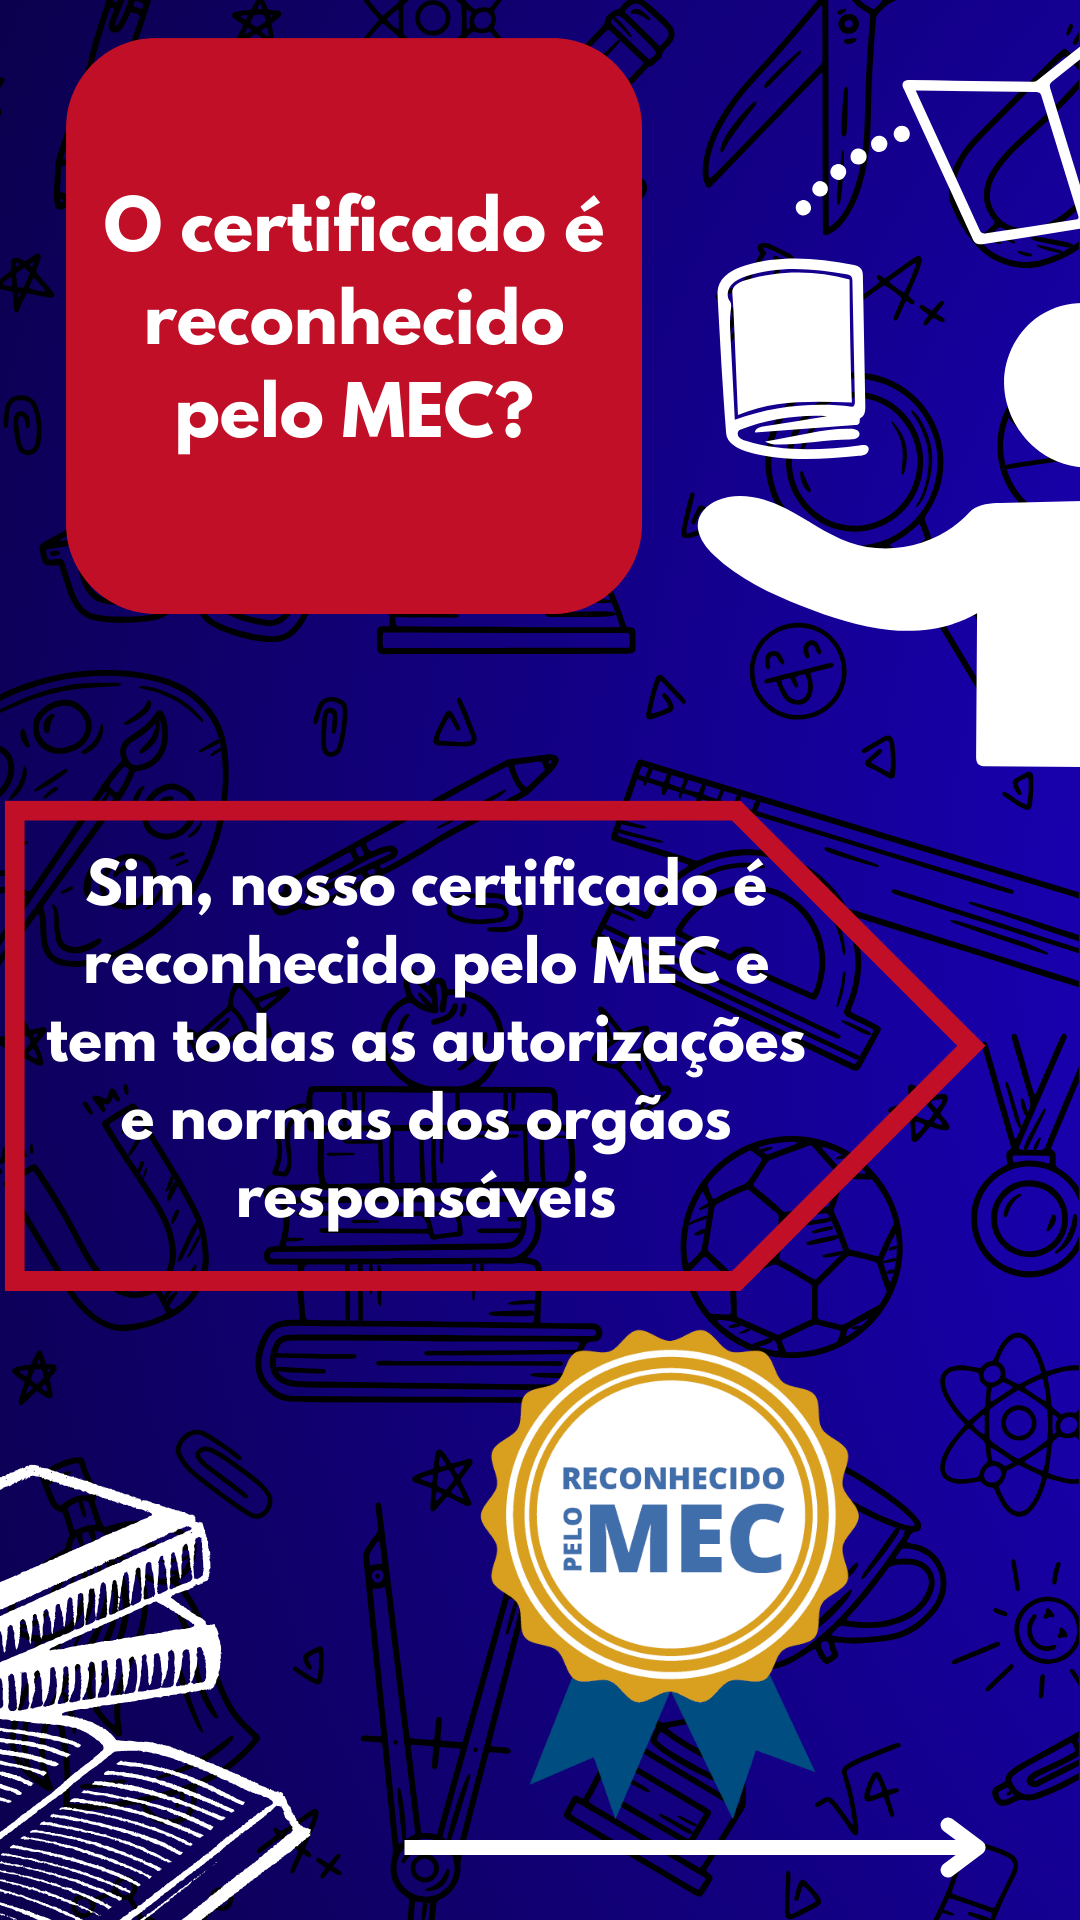 O certificado é
reconhecido
pelo MEC?
A+
Sim, nosso certificado é
reconhecido pelo MEC e
tem todas as autorizações
e normas dos orgãos
responsáveis
RECONHECIDO
PELO MEC
√4
A+